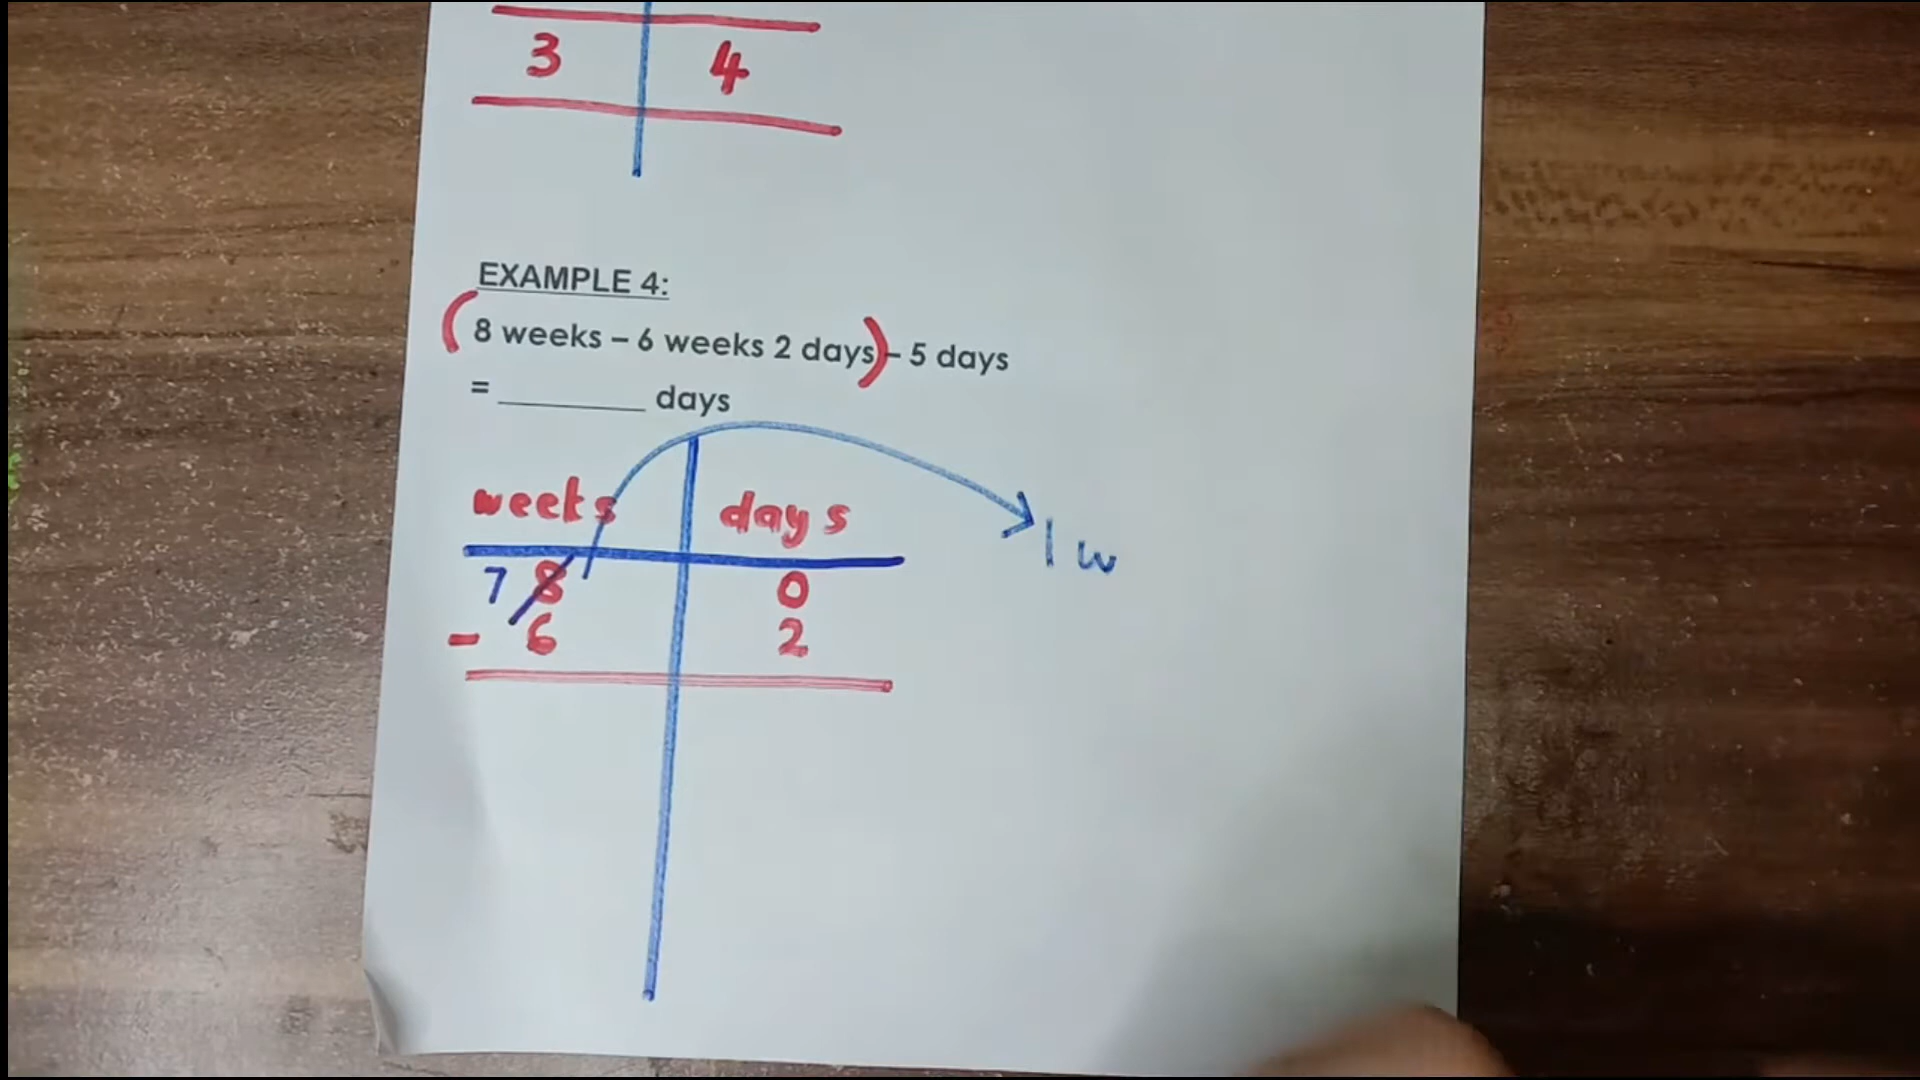 3 4
EXAMPLE 4:
(8 weeks – 6 weeks 2 days) – 5 days
= ________ days
weeks days
7 8 0
- 6 2
1 w